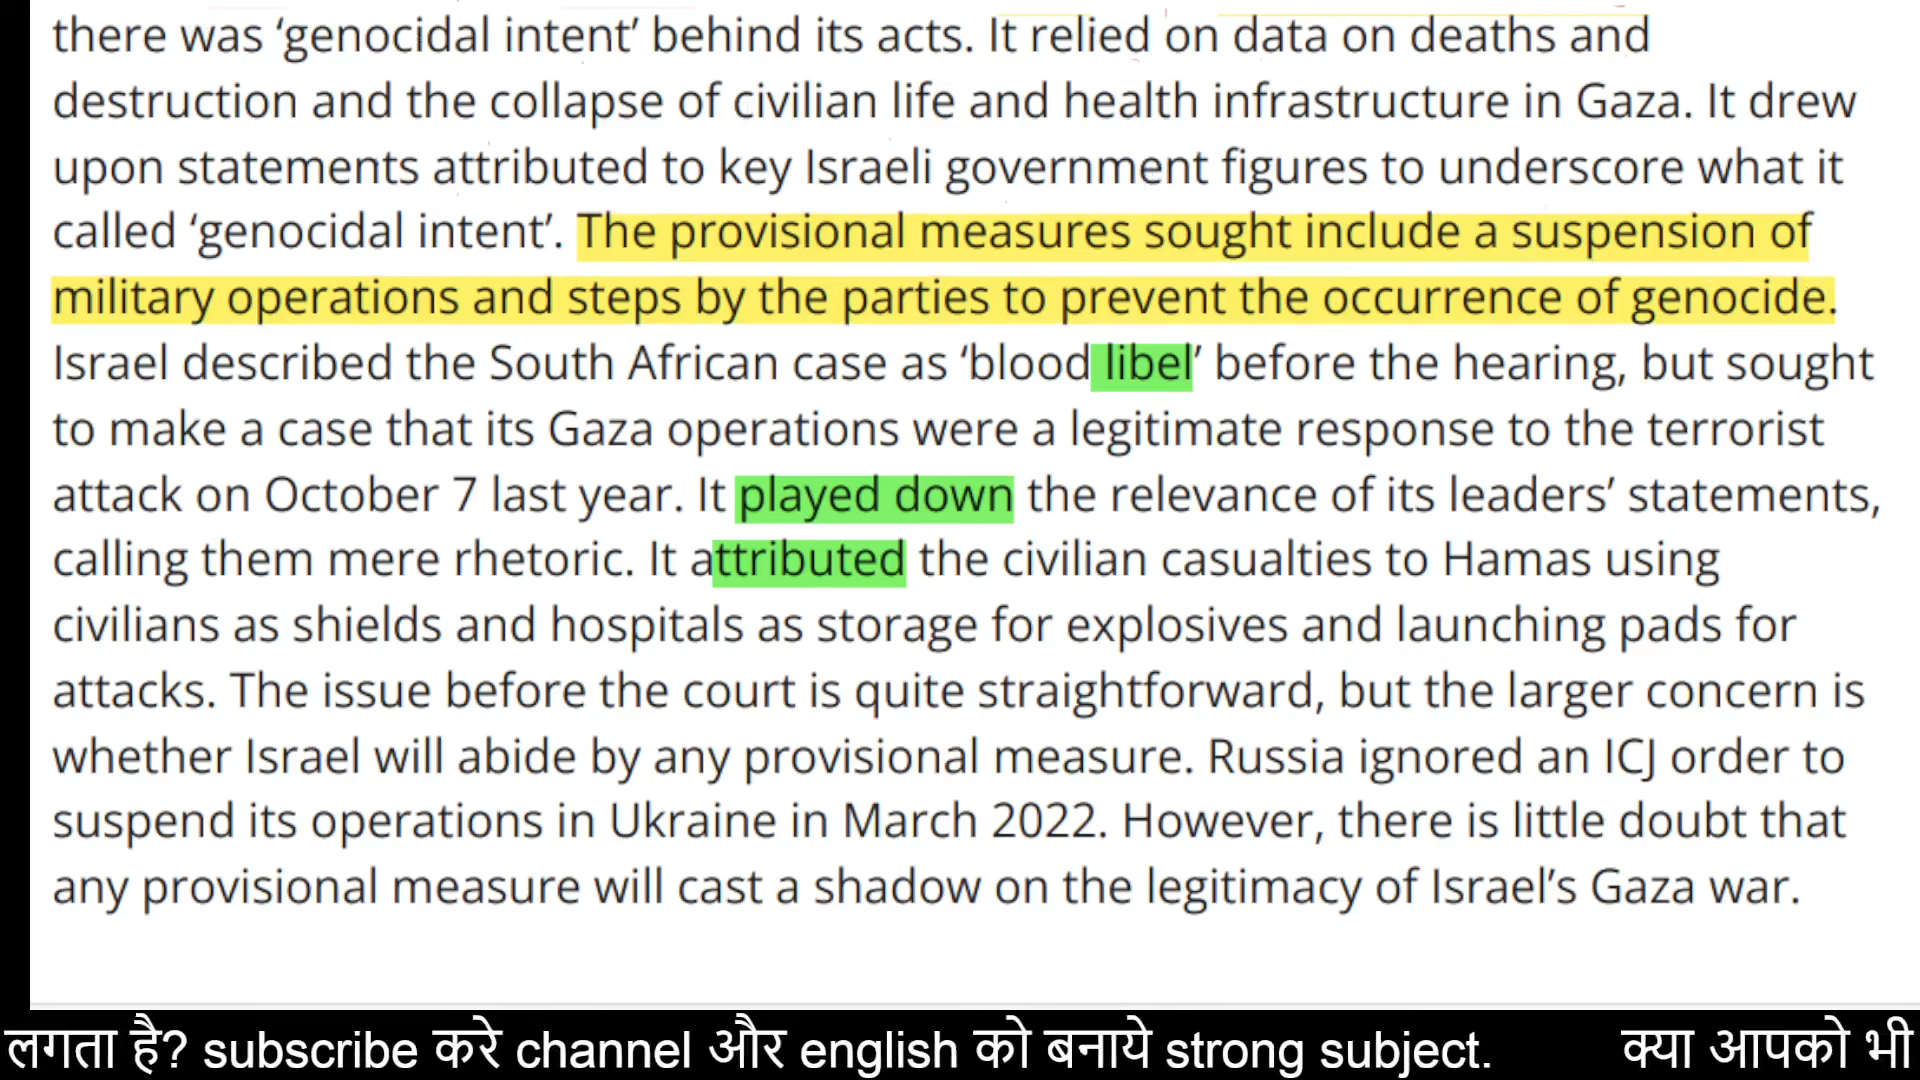 there was ‘genocidal intent’ behind its acts. It relied on data on deaths and
destruction and the collapse of civilian life and health infrastructure in Gaza. It drew
upon statements attributed to key Israeli government figures to underscore what it
called ‘genocidal intent’. The provisional measures sought include a suspension of
military operations and steps by the parties to prevent the occurrence of genocide.
Israel described the South African case as ‘blood libel’ before the hearing, but sought
to make a case that its Gaza operations were a legitimate response to the terrorist
attack on October 7 last year. It played down the relevance of its leaders’ statements,
calling them mere rhetoric. It attributed the civilian casualties to Hamas using
civilians as shields and hospitals as storage for explosives and launching pads for
attacks. The issue before the court is quite straightforward, but the larger concern is
whether Israel will abide by any provisional measure. Russia ignored an ICJ order to
suspend its operations in Ukraine in March 2022. However, there is little doubt that
any provisional measure will cast a shadow on the legitimacy of Israel’s Gaza war.
लगता है? subscribe करे channel और english को बनाये strong subject. क्या आपको भी